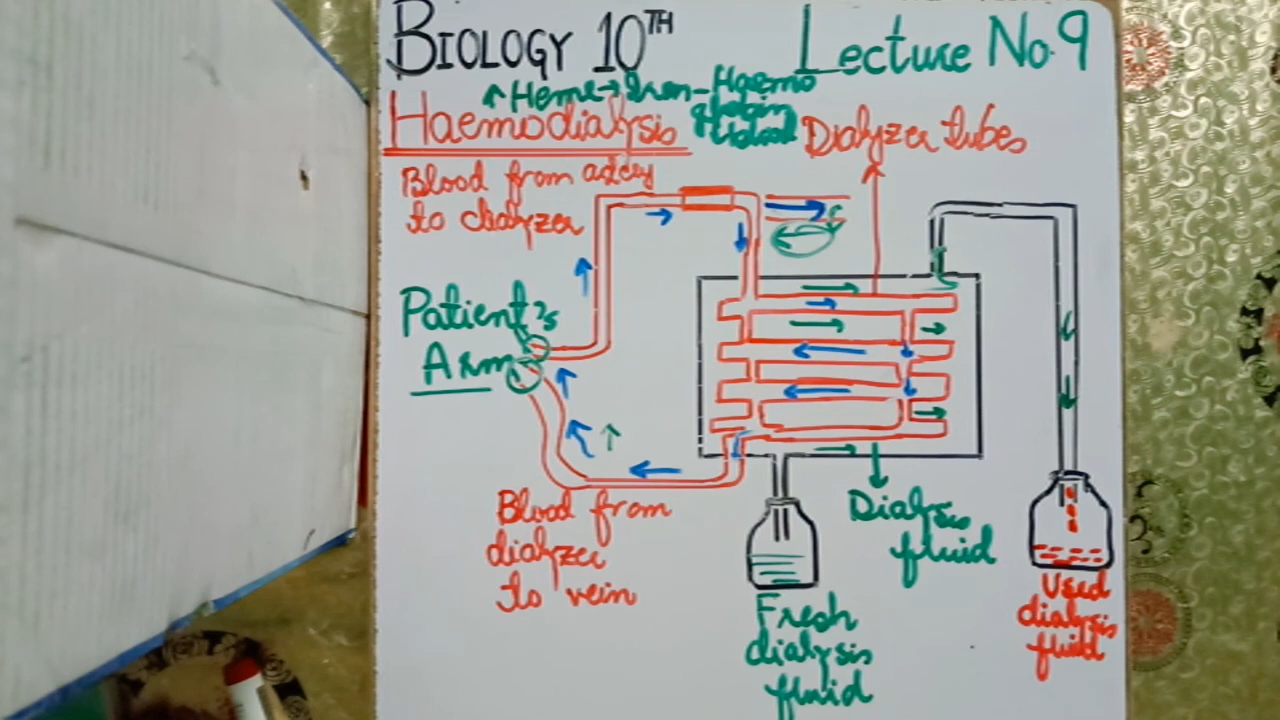 BIOLOGY 10TH
Lecture No.9
↑ Heme → Iron - Haemo
Haemodialysis
Dialyzer tubes
Blood from artery
to dialyzer
Patient's
Arm
Blood from
dialyzer
to vein
Dialysis
fluid
Fresh
dialysis
fluid
Used
dialysis
fluid